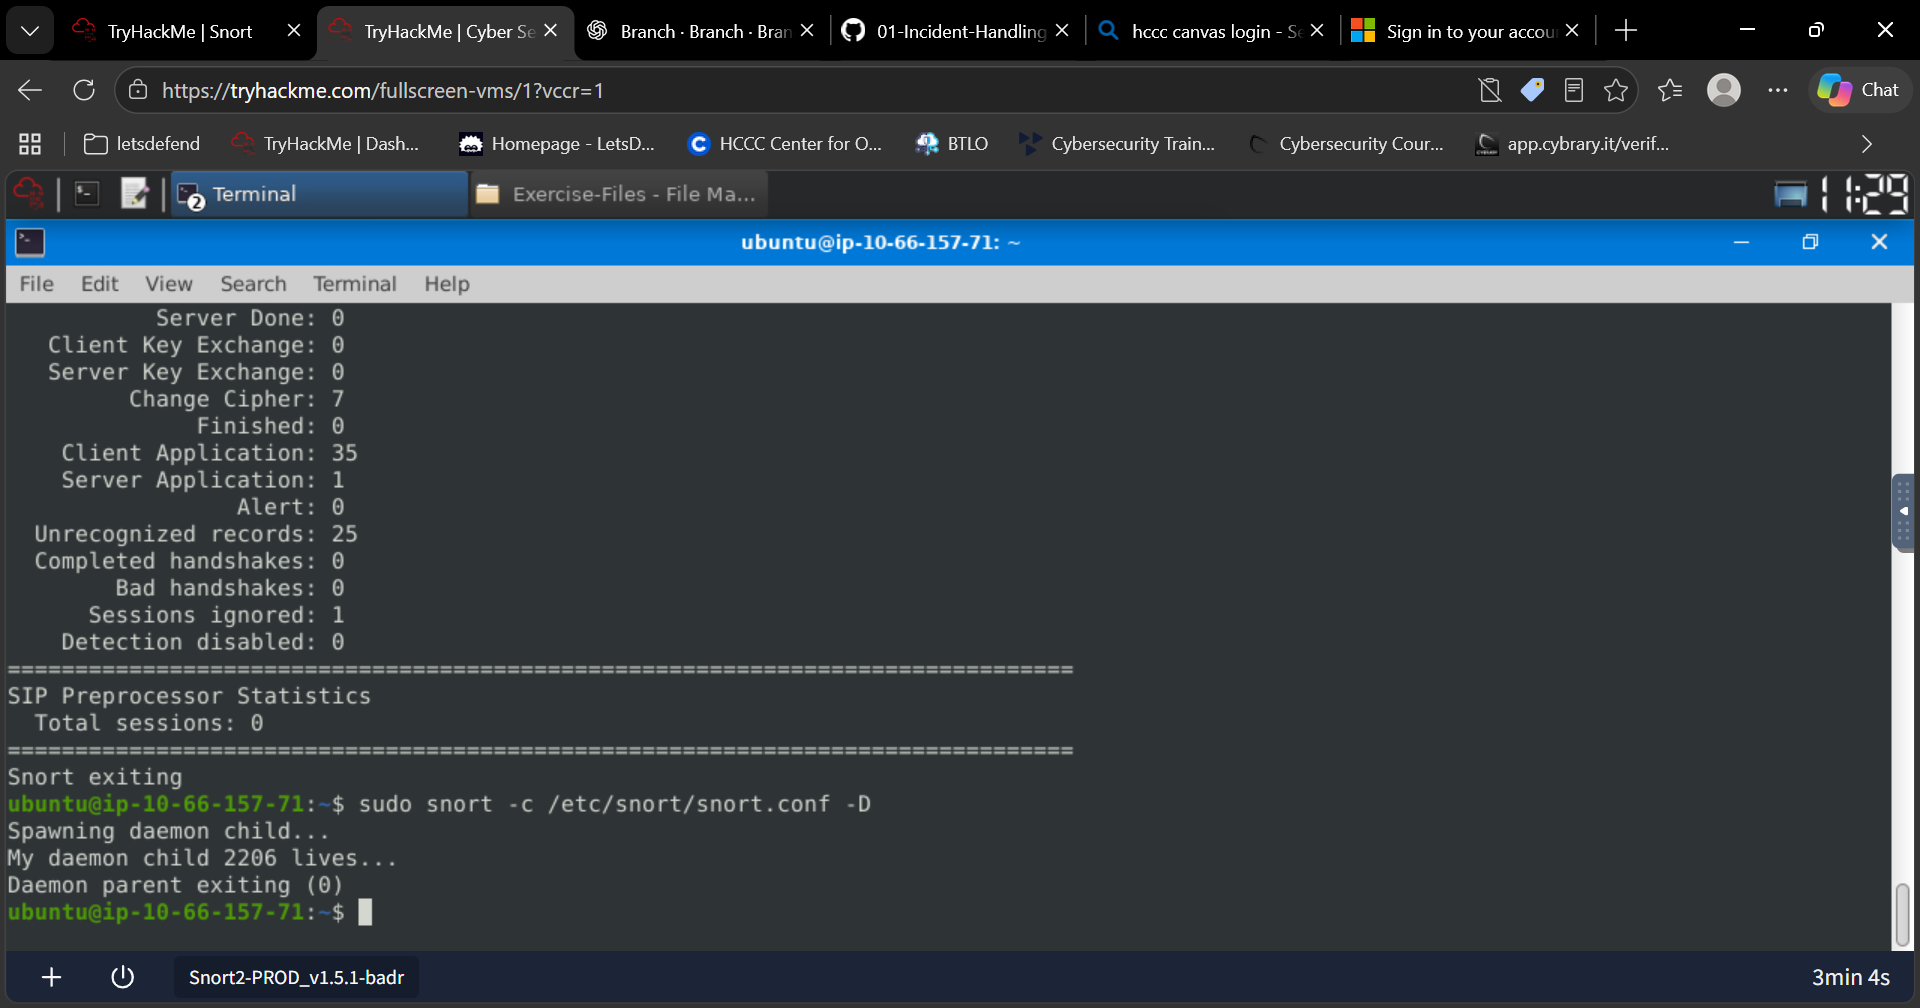 TryHackMe | Snort
TryHackMe | Cyber Se
Branch · Branch · Bran
01-Incident-Handling
hccc canvas login - Se
Sign in to your accou
https://tryhackme.com/fullscreen-vms/1?vccr=1
Chat
letsdefend
TryHackMe | Dash...
Homepage - LetsD...
HCCC Center for O...
BTLO
Cybersecurity Train...
Cybersecurity Cour...
app.cybrary.it/verif...
2
Terminal
Exercise-Files - File Ma...
11:29
ubuntu@ip-10-66-157-71: ~
File Edit View Search Terminal Help
Server Done: 0
Client Key Exchange: 0
Server Key Exchange: 0
Change Cipher: 7
Finished: 0
Client Application: 35
Server Application: 1
Alert: 0
Unrecognized records: 25
Completed handshakes: 0
Bad handshakes: 0
Sessions ignored: 1
Detection disabled: 0
===============================================================================
SIP Preprocessor Statistics
Total sessions: 0
===============================================================================
Snort exiting
ubuntu@ip-10-66-157-71:~$ sudo snort -c /etc/snort/snort.conf -D
Spawning daemon child...
My daemon child 2206 lives...
Daemon parent exiting (0)
ubuntu@ip-10-66-157-71:~$
Snort2-PROD_v1.5.1-badr
3min 4s